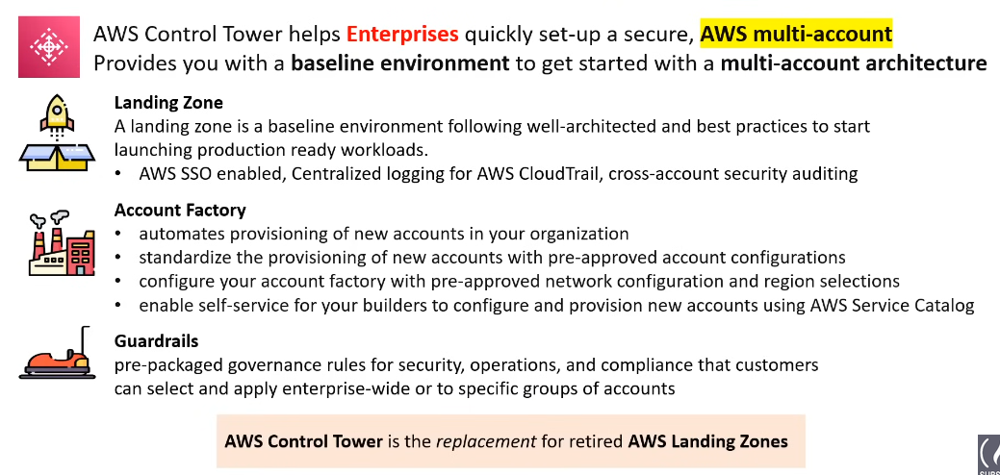 AWS Control Tower helps Enterprises quickly set-up a secure, AWS multi-account
Provides you with a baseline environment to get started with a multi-account architecture
Landing Zone
A landing zone is a baseline environment following well-architected and best practices to start
launching production ready workloads.
• AWS SSO enabled, Centralized logging for AWS CloudTrail, cross-account security auditing
Account Factory
• automates provisioning of new accounts in your organization
• standardize the provisioning of new accounts with pre-approved account configurations
• configure your account factory with pre-approved network configuration and region selections
• enable self-service for your builders to configure and provision new accounts using AWS Service Catalog
Guardrails
pre-packaged governance rules for security, operations, and compliance that customers
can select and apply enterprise-wide or to specific groups of accounts
AWS Control Tower is the replacement for retired AWS Landing Zones